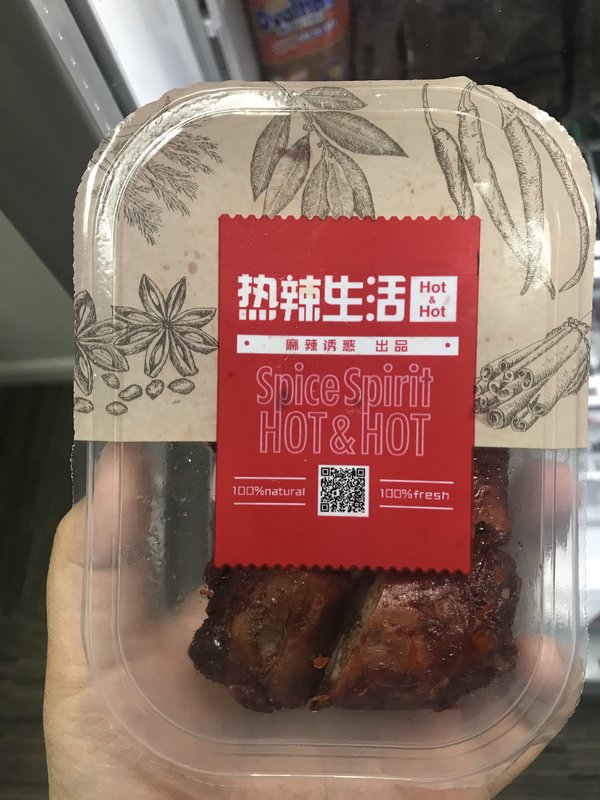 热辣生活 Hot
&
Hot
• 麻辣诱惑 出品 •
Spice Spirit
HOT & HOT
100%natural 100%fresh